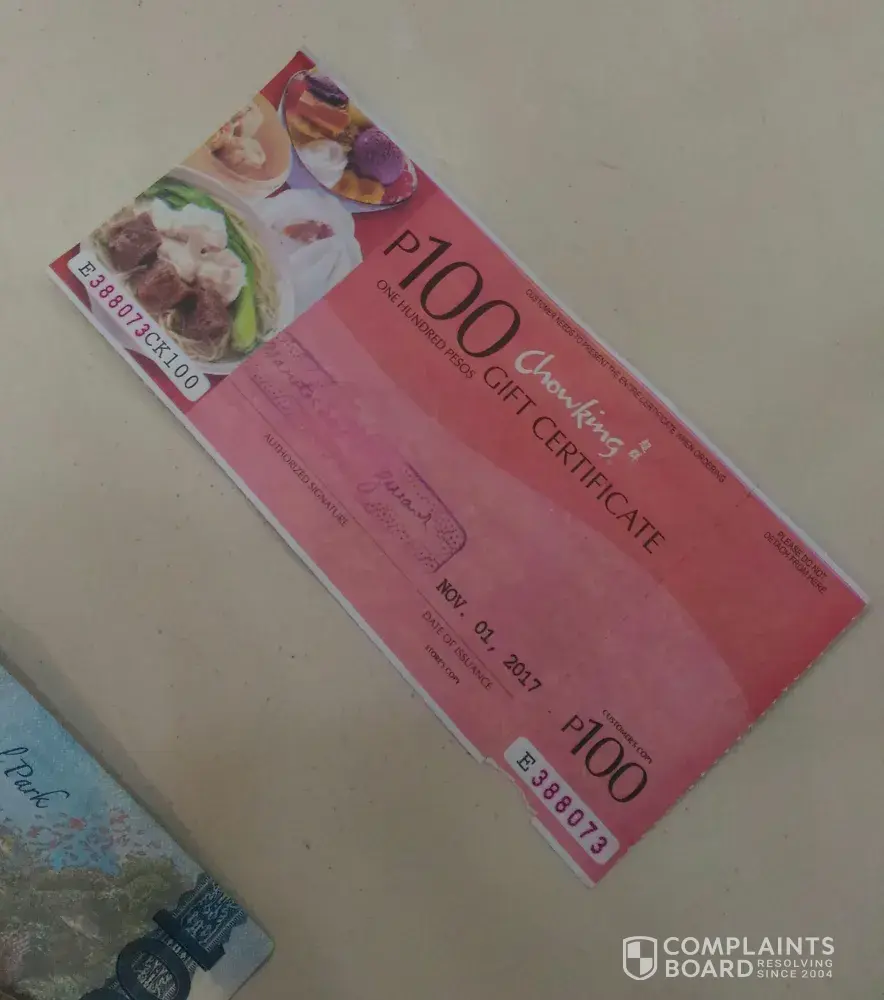 E388073CK100
P100
ONE HUNDRED PESOS
Chowking
GIFT CERTIFICATE
CUSTOMER NEEDS TO PRESENT THE ENTIRE CERTIFICATE WHEN ORDERING
PLEASE DO NOT
DETACH FROM HERE
AUTHORIZED SIGNATURE
NOV. 01, 2017
DATE OF ISSUANCE
STORE'S COPY
CUSTOMER'S COPY
P100
E388073
Park
COMPLAINTS
BOARD RESOLVING
SINCE 2004